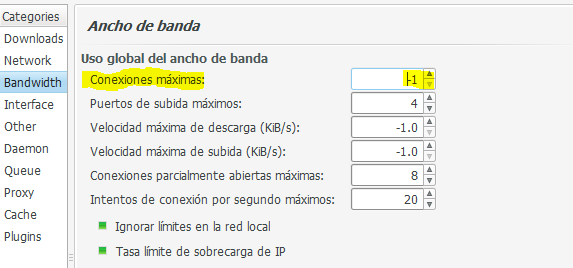 Categories
Downloads
Network
Bandwidth
Interface
Other
Daemon
Queue
Proxy
Cache
Plugins
Ancho de banda
Uso global del ancho de banda
Conexiones máximas: -1
Puertos de subida máximos: 4
Velocidad máxima de descarga (KiB/s): -1.0
Velocidad máxima de subida (KiB/s): -1.0
Conexiones parcialmente abiertas máximas: 8
Intentos de conexión por segundo máximos: 20
Ignorar límites en la red local
Tasa límite de sobrecarga de IP